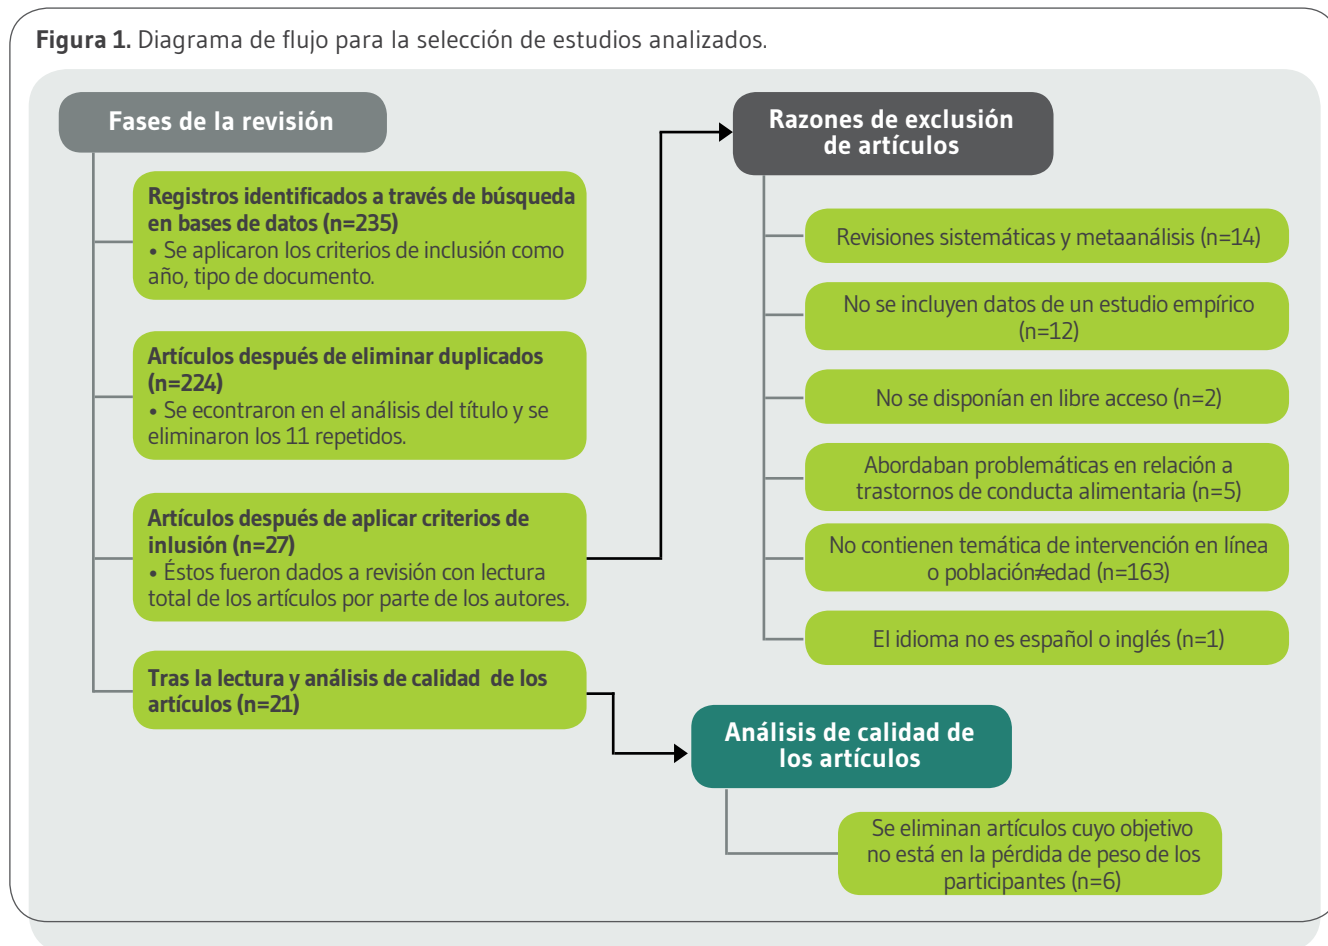 Figura 1. Diagrama de flujo para la selección de estudios analizados.
Fases de la revisión
Registros identificados a través de búsqueda
en bases de datos (n=235)
• Se aplicaron los criterios de inclusión como
año, tipo de documento.
Artículos después de eliminar duplicados
(n=224)
• Se econtraron en el análisis del título y se
eliminaron los 11 repetidos.
Artículos después de aplicar criterios de
inlusión (n=27)
• Éstos fueron dados a revisión con lectura
total de los artículos por parte de los autores.
Tras la lectura y análisis de calidad de los
artículos (n=21)
Razones de exclusión
de artículos
Revisiones sistemáticas y metaanálisis (n=14)
No se incluyen datos de un estudio empírico
(n=12)
No se disponían en libre acceso (n=2)
Abordaban problemáticas en relación a
trastornos de conducta alimentaria (n=5)
No contienen temática de intervención en línea
o población≠edad (n=163)
El idioma no es español o inglés (n=1)
Análisis de calidad de
los artículos
Se eliminan artículos cuyo objetivo
no está en la pérdida de peso de los
participantes (n=6)